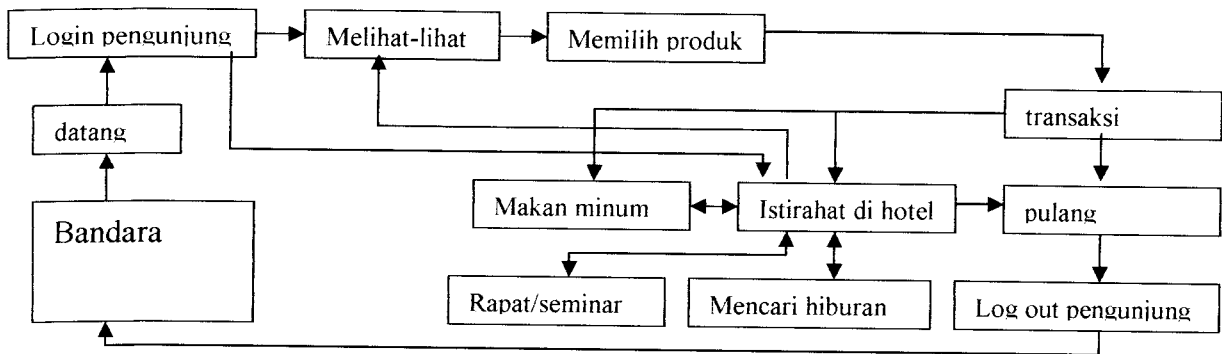 Login pengunjung
Melihat-lihat
Memilih produk
datang
transaksi
Makan minum
Istirahat di hotel
pulang
Bandara
Rapat/seminar
Mencari hiburan
Log out pengunjung